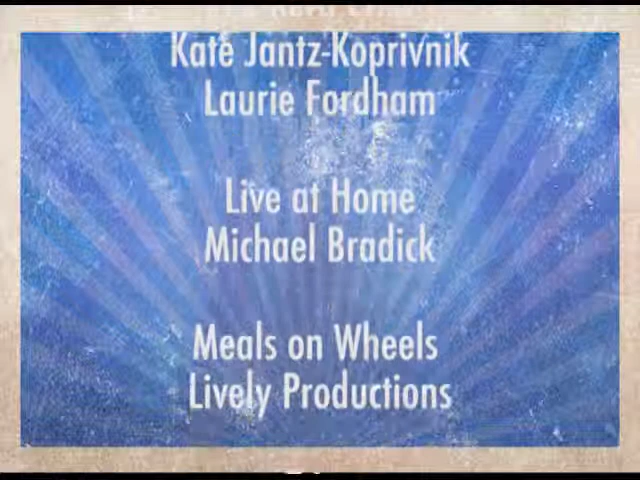 Kate Jantz-Koprivnik
Laurie Fordham
Live at Home
Michael Bradick
Meals on Wheels
Lively Productions